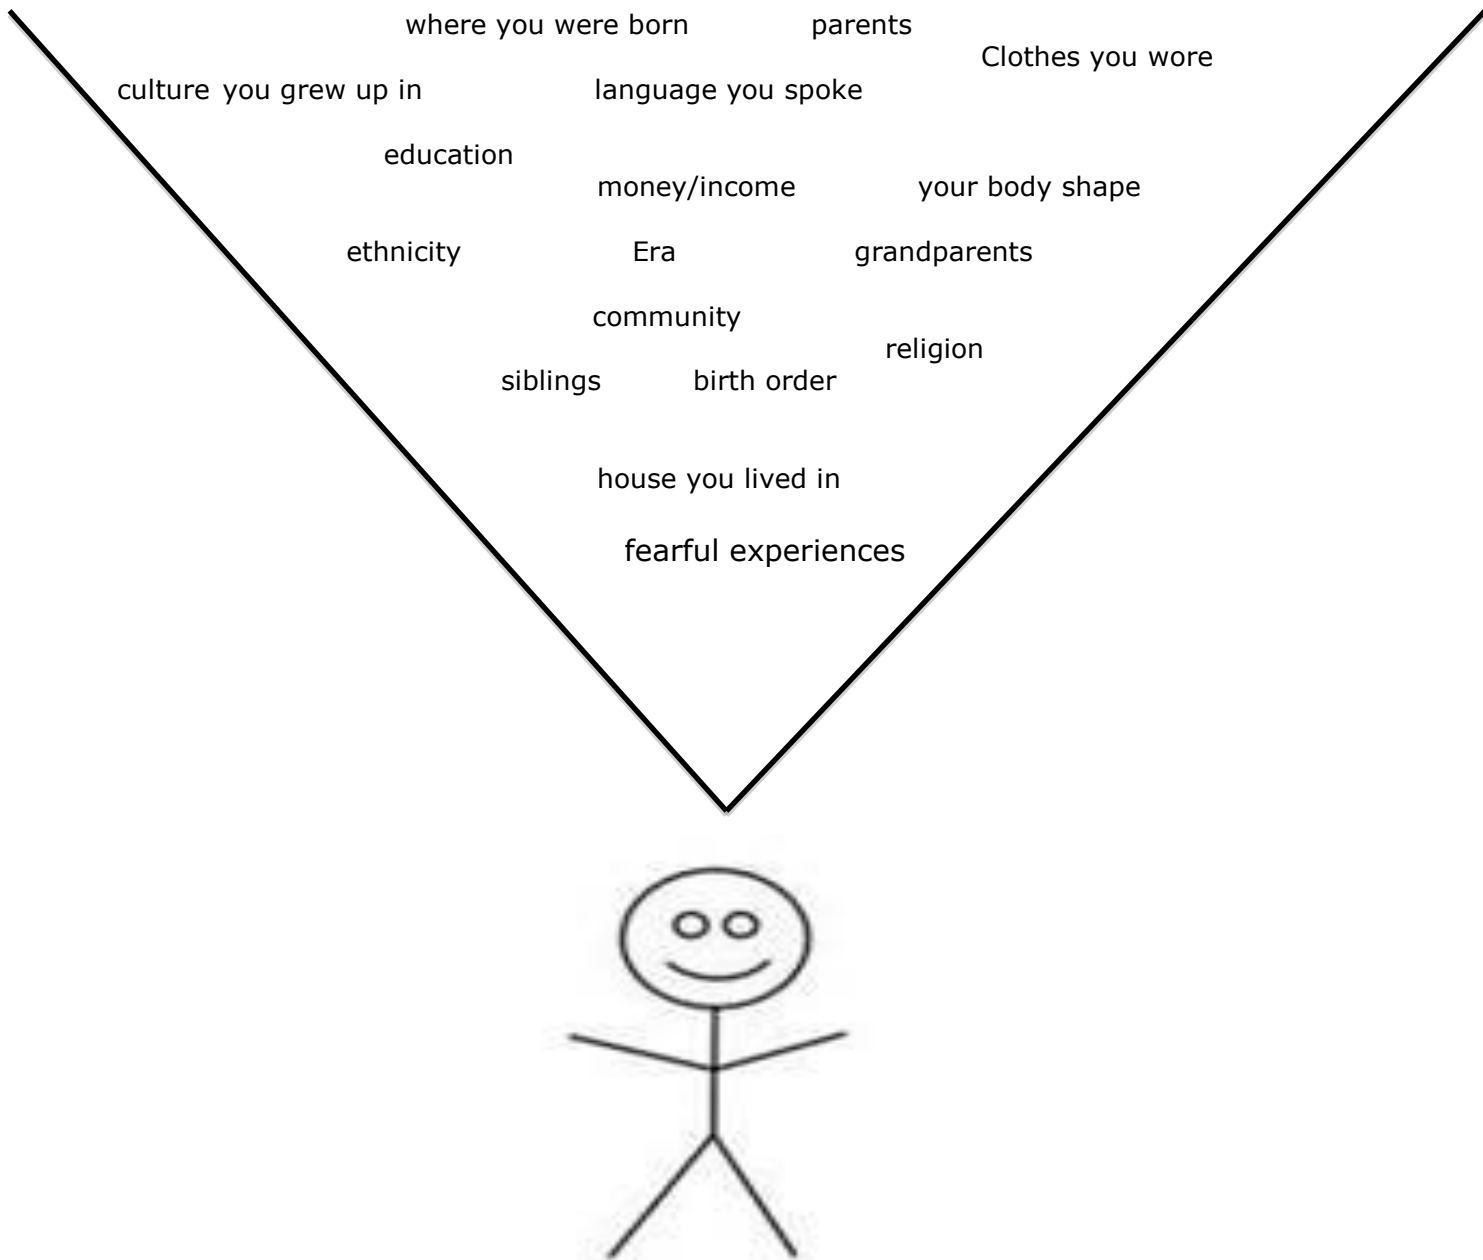 where you were born
parents
Clothes you wore
culture you grew up in
language you spoke
education
money/income
your body shape
ethnicity
Era
grandparents
community
religion
siblings
birth order
house you lived in
fearful experiences